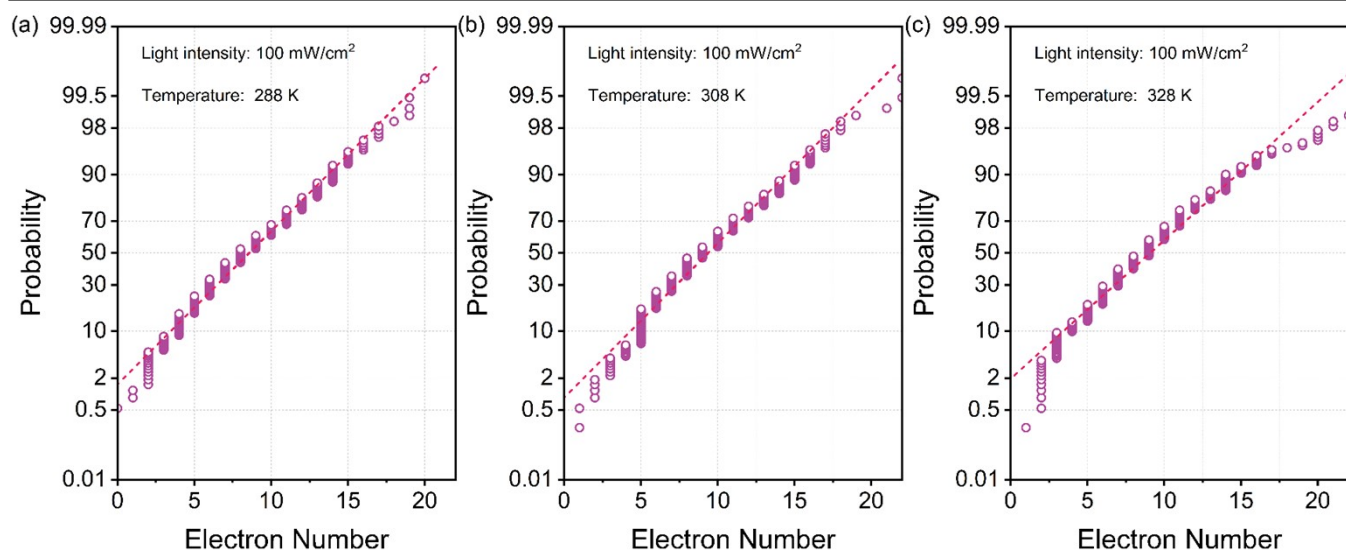 (a)
99.99
99.5
98
90
70
50
30
10
2
0.5
0.01
Probability
Light intensity: 100 mW/cm²
Temperature: 288 K
0 5 10 15 20
Electron Number
(b)
99.99
99.5
98
90
70
50
30
10
2
0.5
0.01
Probability
Light intensity: 100 mW/cm²
Temperature: 308 K
0 5 10 15 20
Electron Number
(c)
99.99
99.5
98
90
70
50
30
10
2
0.5
0.01
Probability
Light intensity: 100 mW/cm²
Temperature: 328 K
0 5 10 15 20
Electron Number